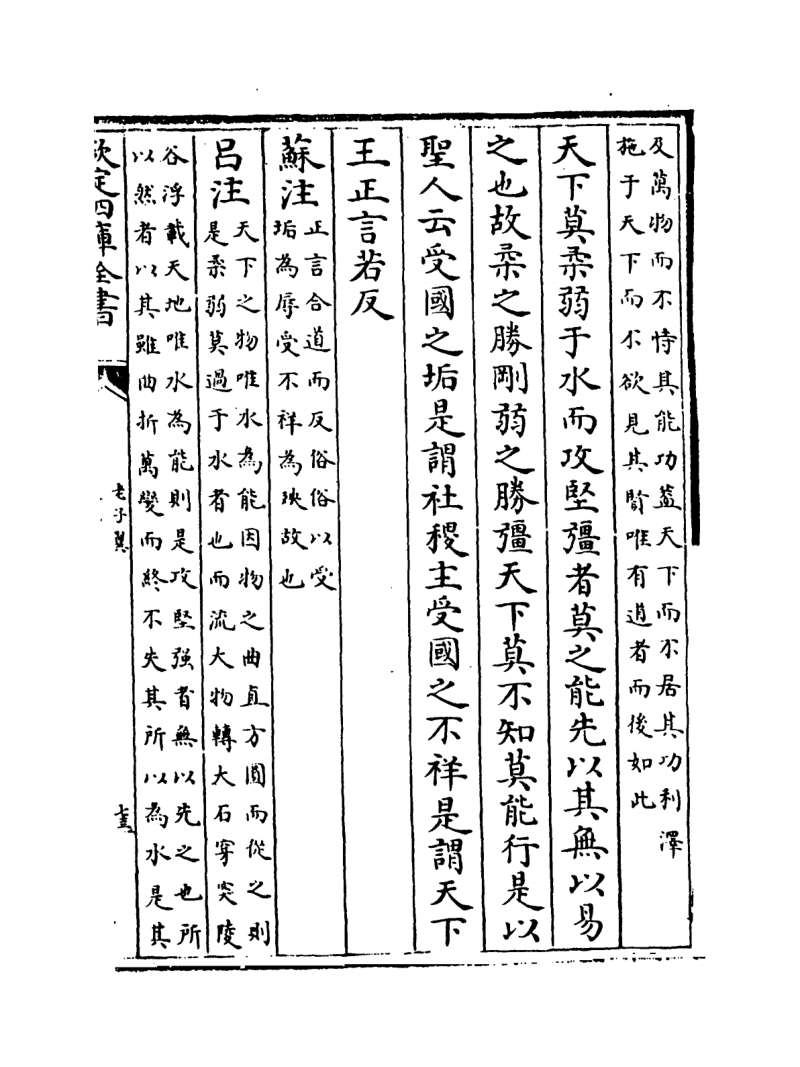 及萬物而不恃其能功蓋天下而不居其功利澤
施于天下而不欲見其賢唯有道者而後如此
天下莫柔弱于水而攻堅彊者莫之能先以其無以易
之也故柔之勝剛弱之勝彊天下莫不知莫能行是以
聖人云受國之垢是謂社稷主受國之不祥是謂天下
王正言若反
蘇注
正言合道而反俗俗以受
垢為辱受不祥為殃故也
呂注
天下之物唯水為能因物之曲直方圓而從之則
是柔弱莫過于水者也而流大物轉大石穿突陵
谷浮載天地唯水為能則是攻堅强者無以先之也所
以然者以其雖曲折萬變而終不失其所以為水是其
欽定四庫全書
老子翼